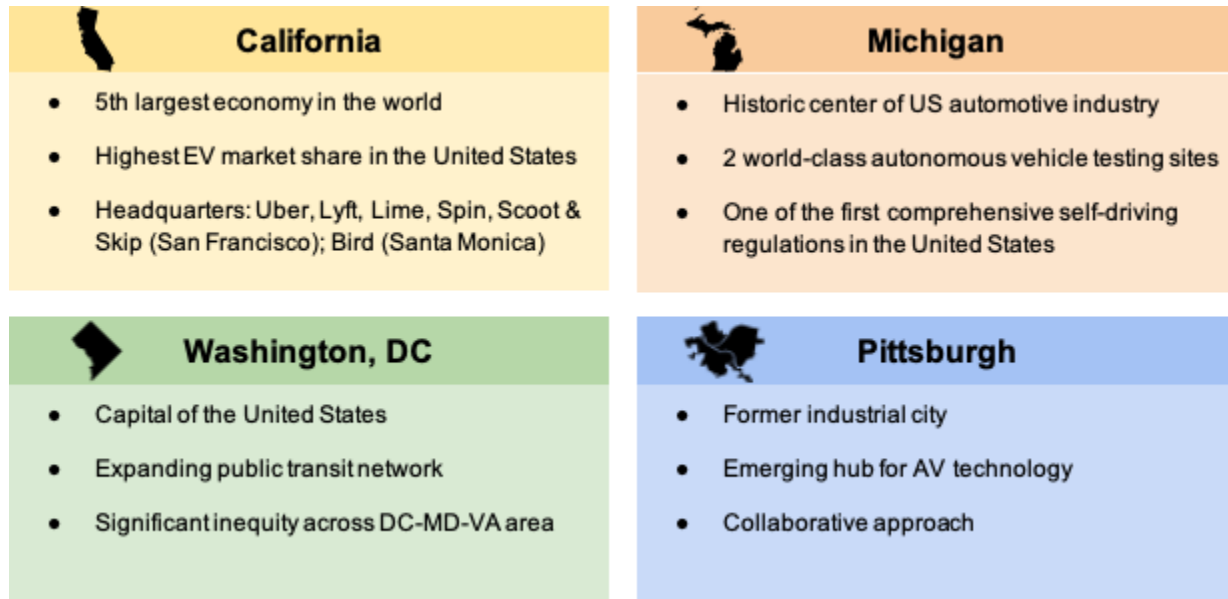 California
● 5th largest economy in the world
● Highest EV market share in the United States
● Headquarters: Uber, Lyft, Lime, Spin, Scoot &
Skip (San Francisco); Bird (Santa Monica)
Michigan
● Historic center of US automotive industry
● 2 world-class autonomous vehicle testing sites
● One of the first comprehensive self-driving
regulations in the United States
Washington, DC
● Capital of the United States
● Expanding public transit network
● Significant inequity across DC-MD-VA area
Pittsburgh
● Former industrial city
● Emerging hub for AV technology
● Collaborative approach